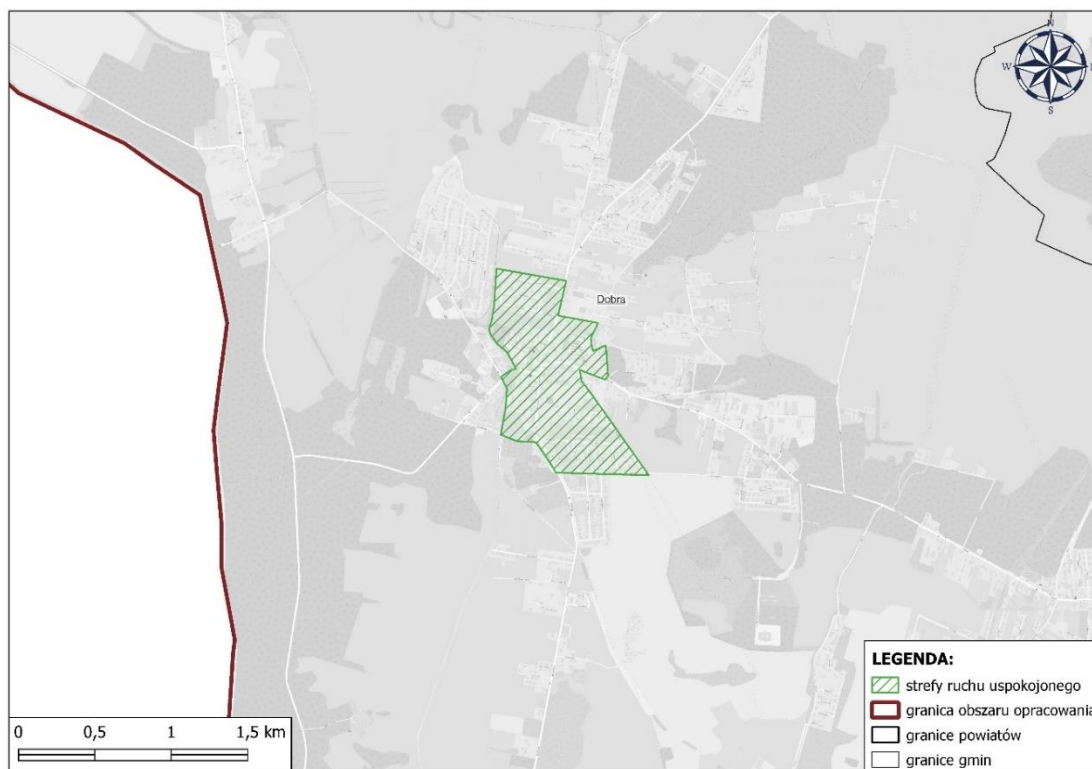 N
W
S
Dobra
LEGENDA:
strefy ruchu uspokojonego
granica obszaru opracowania
granice powiatów
granice gmin
0 0,5 1 1,5 km